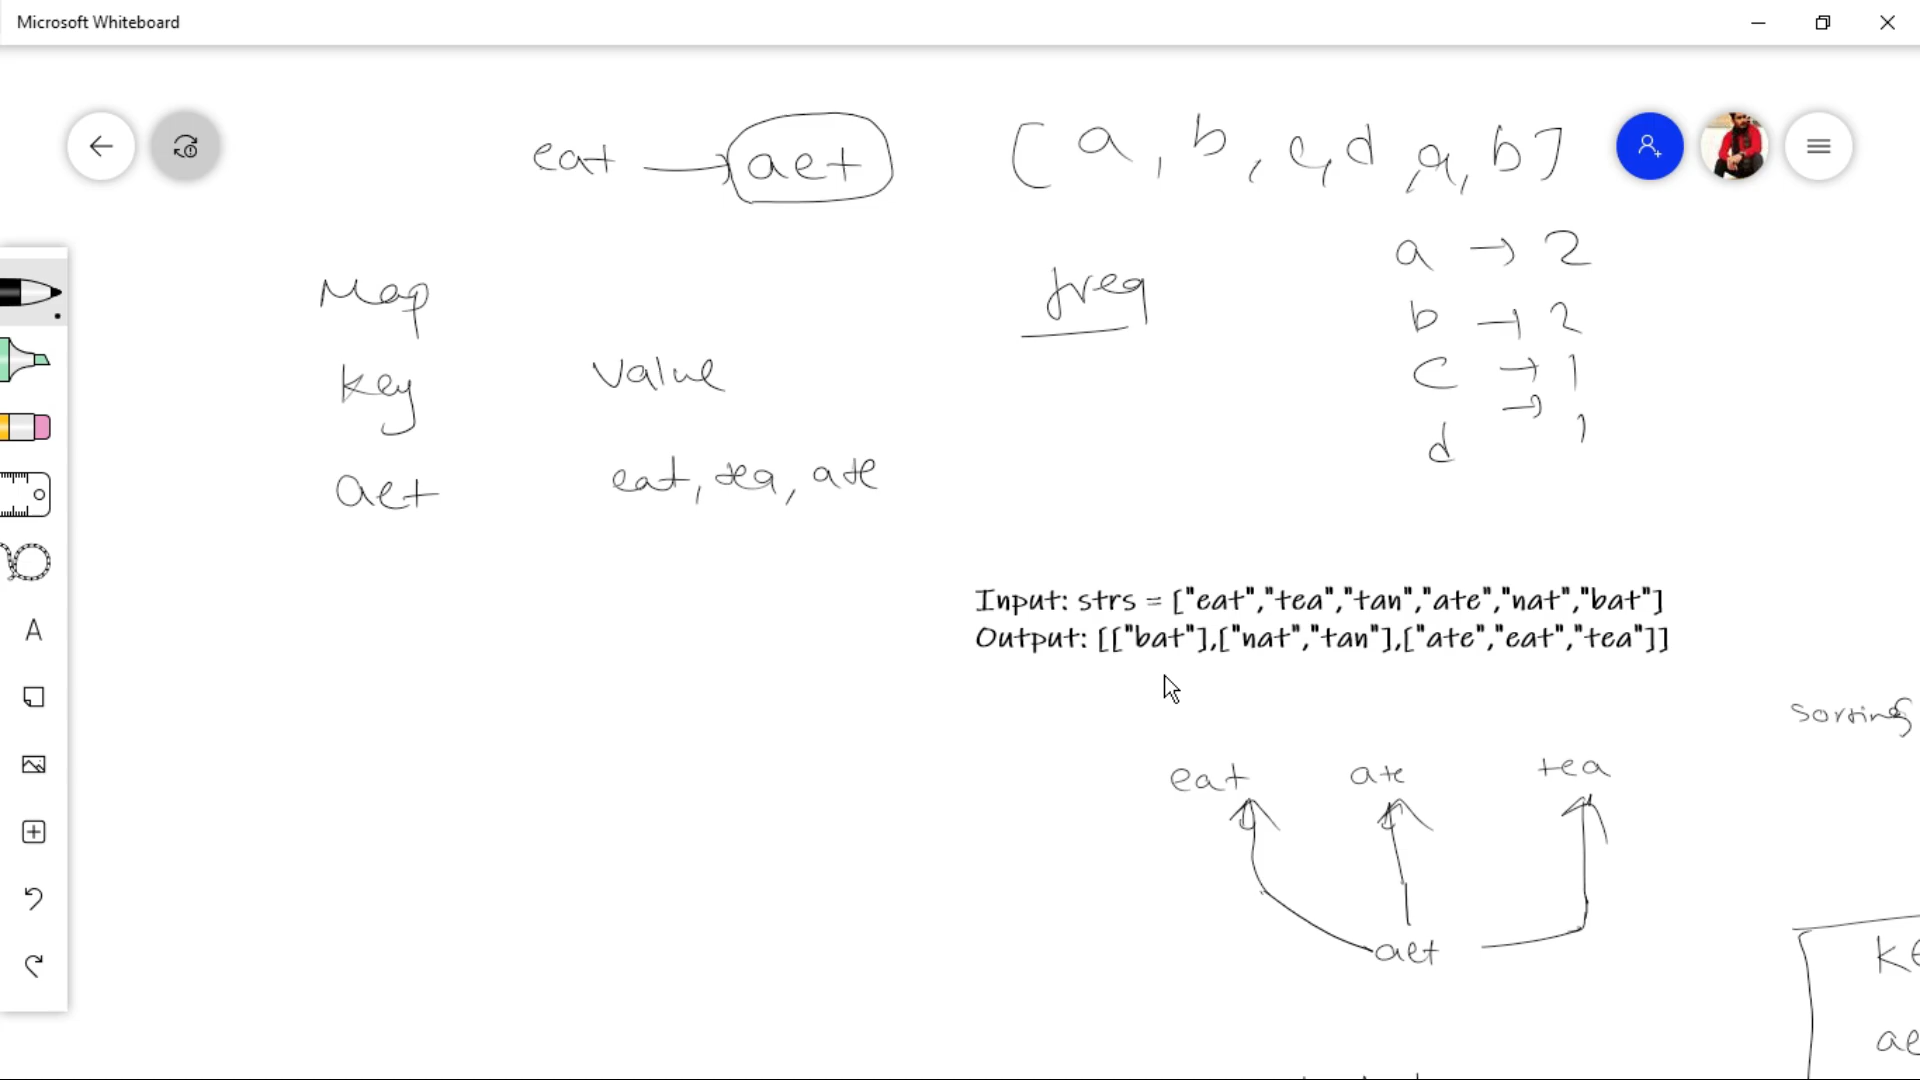 Microsoft Whiteboard
eat → aet
[a, b, c, d, a, b]
Map
Key Value
aet eat, tea, ate
freq
a → 2
b → 2
c → 1
d → 1
Input: strs = ["eat","tea","tan","ate","nat","bat"]
Output: [["bat"],["nat","tan"],["ate","eat","tea"]]
sorting
eat ate tea
aet
A